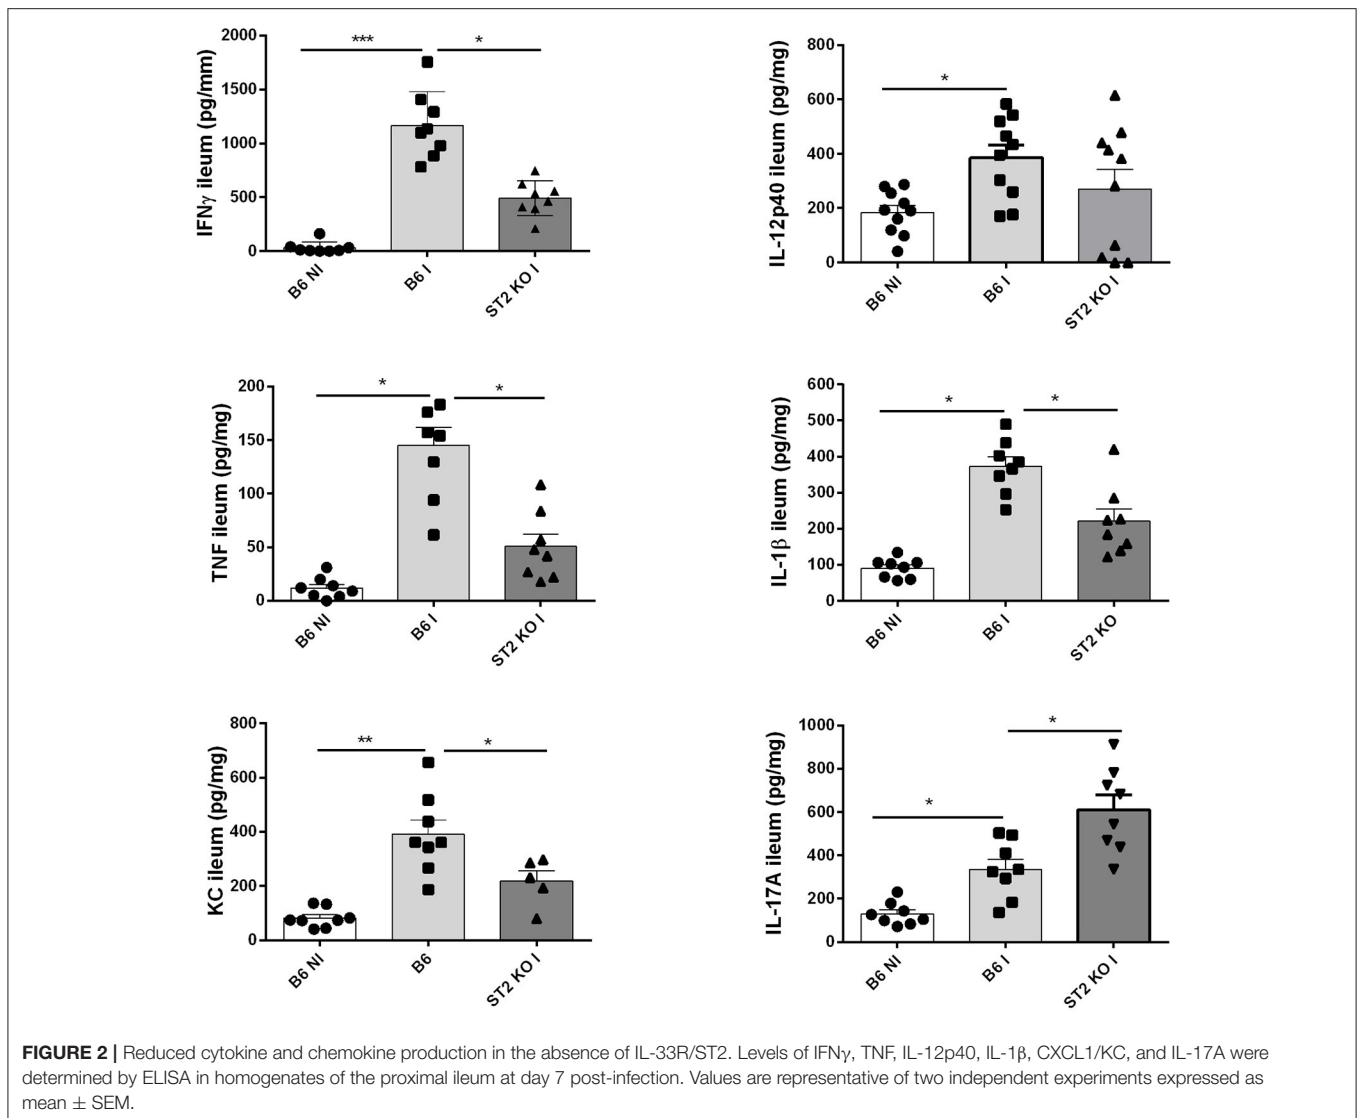 IFNγ ileum (pg/mm)
2000
1500
1000
500
0
***
*
B6 NI
B6 I
ST2 KO I
IL-12p40 ileum (pg/mg)
800
600
400
200
0
*
B6 NI
B6 I
ST2 KO I
TNF ileum (pg/mg)
200
150
100
50
0
*
*
B6 NI
B6 I
ST2 KO I
IL-1β ileum (pg/mg)
600
500
400
300
200
100
0
*
*
B6 NI
B6 I
ST2 KO
KC ileum (pg/mg)
800
600
400
200
0
**
*
B6 NI
B6
ST2 KO I
IL-17A ileum (pg/mg)
1000
800
600
400
200
0
*
*
B6 NI
B6 I
ST2 KO I
FIGURE 2 | Reduced cytokine and chemokine production in the absence of IL-33R/ST2. Levels of IFNγ, TNF, IL-12p40, IL-1β, CXCL1/KC, and IL-17A were
determined by ELISA in homogenates of the proximal ileum at day 7 post-infection. Values are representative of two independent experiments expressed as
mean ± SEM.